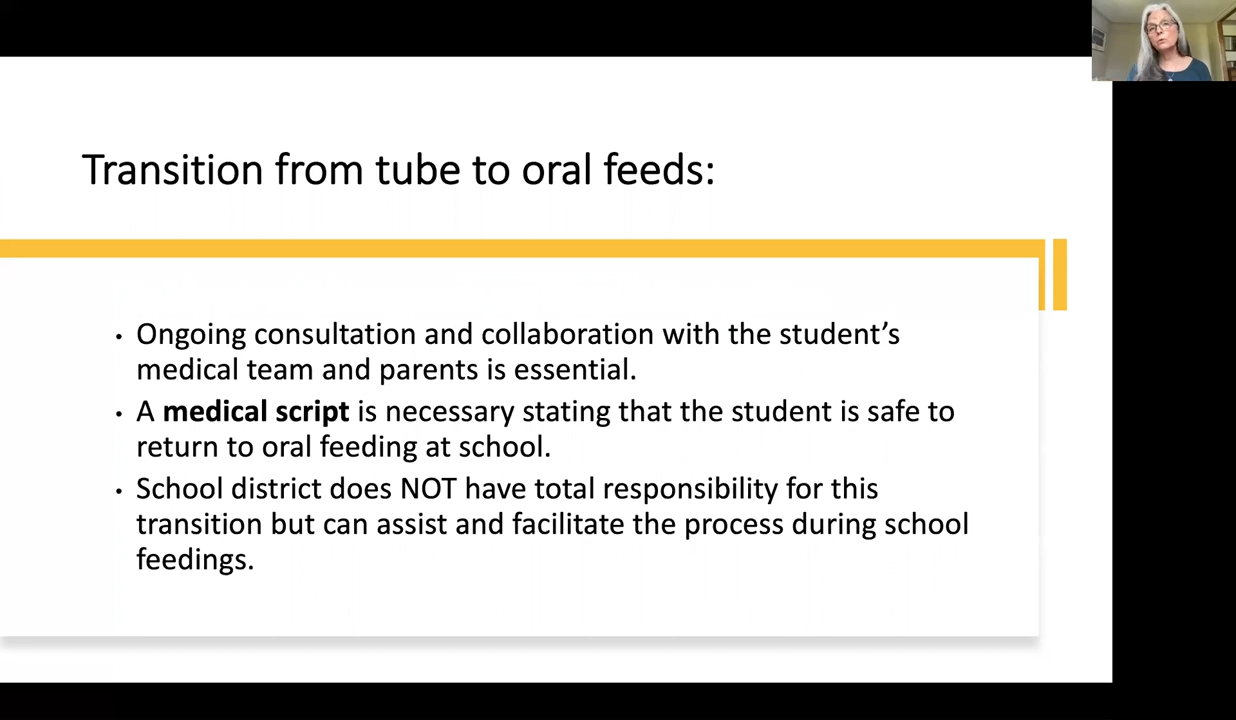 Transition from tube to oral feeds:
• Ongoing consultation and collaboration with the student’s
medical team and parents is essential.
• A medical script is necessary stating that the student is safe to
return to oral feeding at school.
• School district does NOT have total responsibility for this
transition but can assist and facilitate the process during school
feedings.